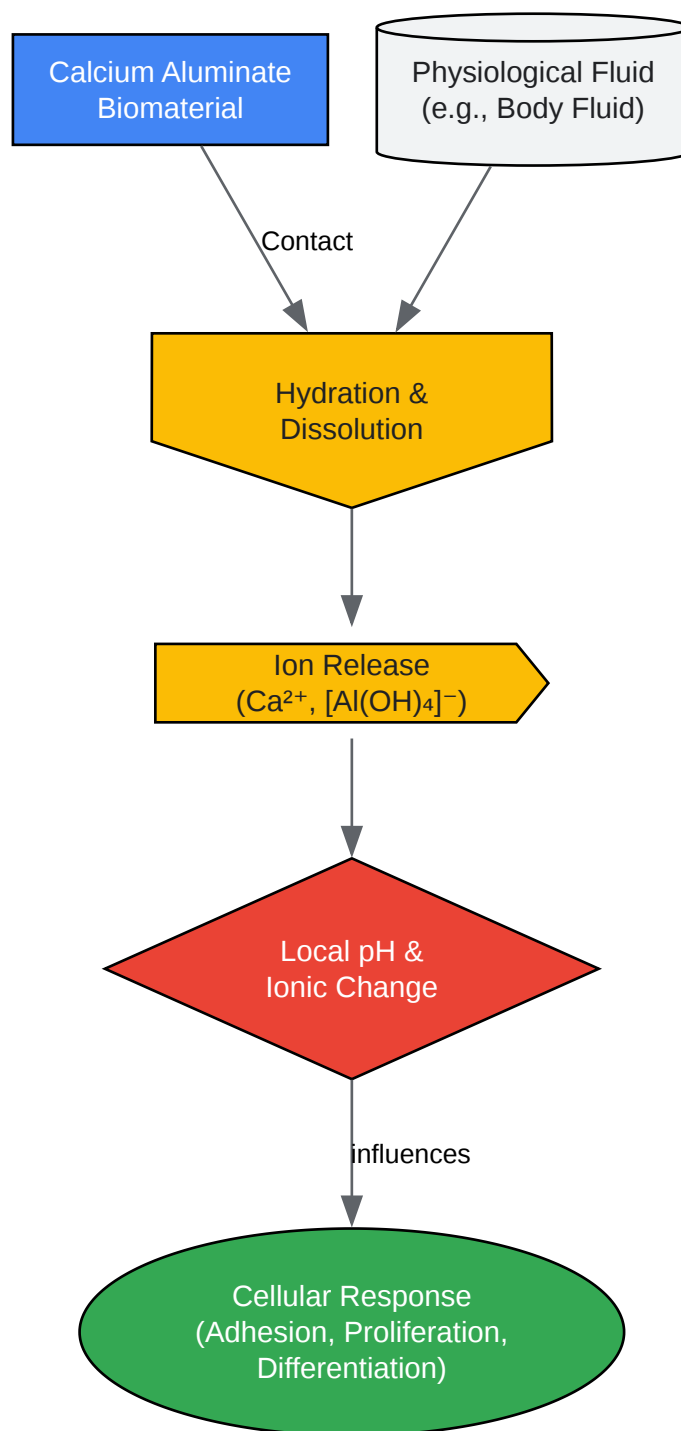 Calcium Aluminate
Biomaterial
Physiological Fluid
(e.g., Body Fluid)
Contact
Hydration &
Dissolution
Ion Release
(Ca²⁺, [Al(OH)₄]⁻)
Local pH &
Ionic Change
influences
Cellular Response
(Adhesion, Proliferation,
Differentiation)